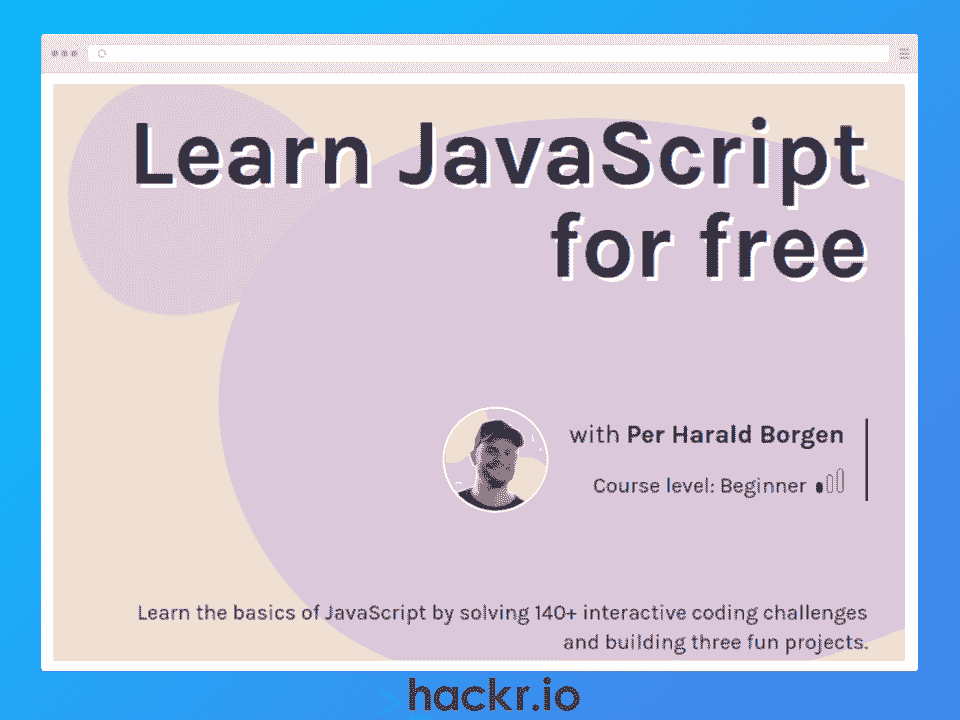 Learn JavaScript
for free
with Per Harald Borgen
Course level: Beginner
Learn the basics of JavaScript by solving 140+ interactive coding challenges
and building three fun projects.
hackr.io